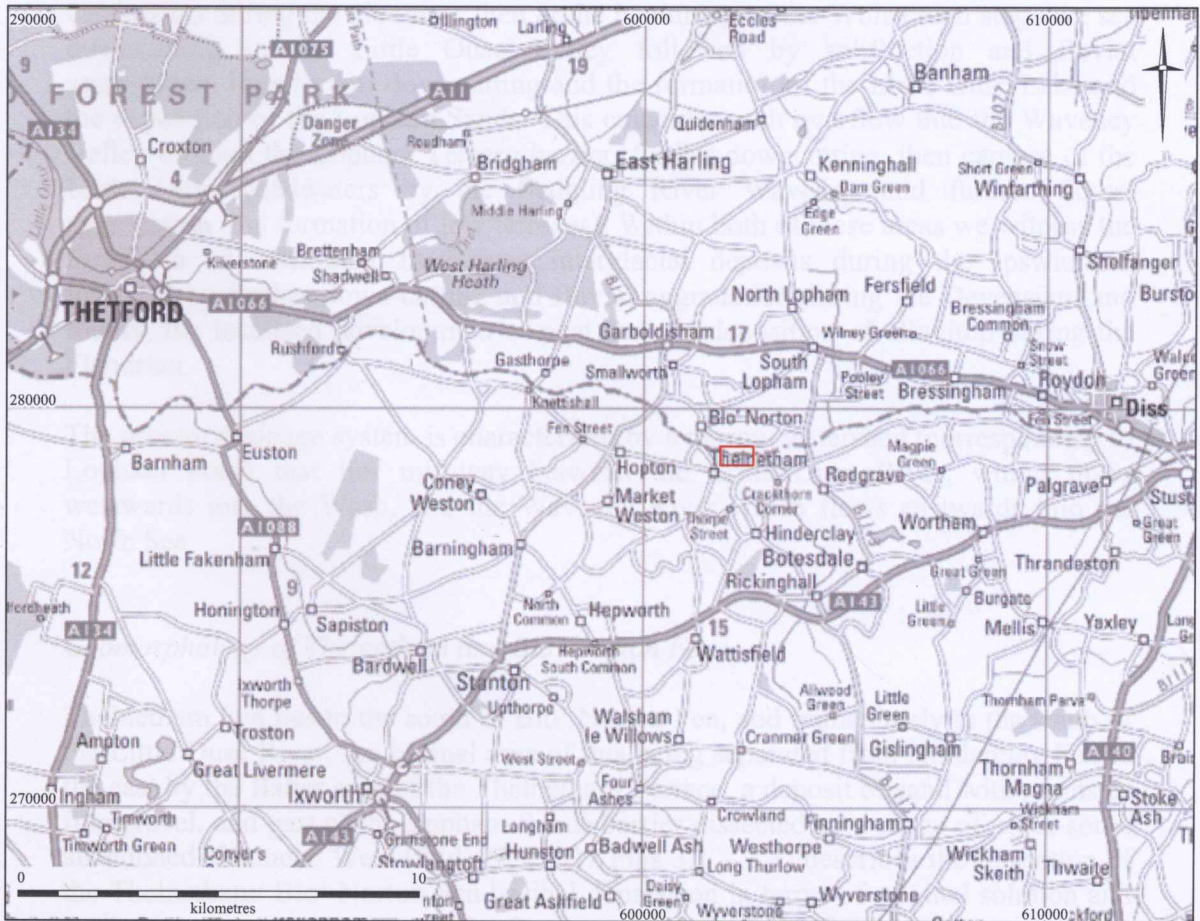 290000
600000
610000
Illington
Larling
Eccles
Road
A1075
19
9
Banham
FOREST PARK
A11
B1077
A134
Danger
Zone
Quidenham
Croxton
Roudham
Bridgham
East Harling
Kenninghall
Short Green
Winfarthing
4
Dam Green
Middle Harling
Edge
Green
Brettenham
Kilverstone
Shadwell
West Harling
Heath
Shelfanger
Fersfield
THETFORD
A1066
North Lopham
Bressingham
Common
Garboldisham
17
Wilney Green
Rushford
Gasthorpe
Smallworth
South
Lopham
Snow
Street
A1066
Pooley
Street
Bressingham
Roydon
280000
Knettishall
Blo' Norton
Diss
Fen Street
Fen Street
Euston
Magpie
Green
Barnham
Hopton
Thelnetham
Redgrave
Palgrave
Coney
Weston
Market
Weston
Crackthorn
Corner
Thorpe
Street
Wortham
Great
Green
A1088
Hinderclay
Barningham
Botesdale
Thrandeston
Little Fakenham
Great Green
12
Rickinghall
9
Honington
North
Common
Hepworth
A143
Burgate
Little
Green
Yaxley
Sapiston
Mellis
A134
15
Bardwell
Hepworth
South Common
Wattisfield
Stanton
Ixworth
Thorpe
Upthorpe
Allwood
Green
Little
Green
Thornham Parva
Troston
Walsham
le Willows
Ampton
Cranmer Green
Gislingham
A140
Great Livermere
West Street
Thornham
Magna
Four
Ashes
270000
Ingham
Ixworth
Stoke
Ash
Timworth
Crowland
Wickham
Street
Timworth Green
A143
Grimstone End
Langham
Finningham
Badwell Ash
Westhorpe
Conyer's
Stowlangtoft
Hunston
Long Thurlow
Wickham
Skeith
Thwaite
0
10
kilometres
Great Ashfield
Daisy
Green
Wyverstone
Wyverstone
600000
610000